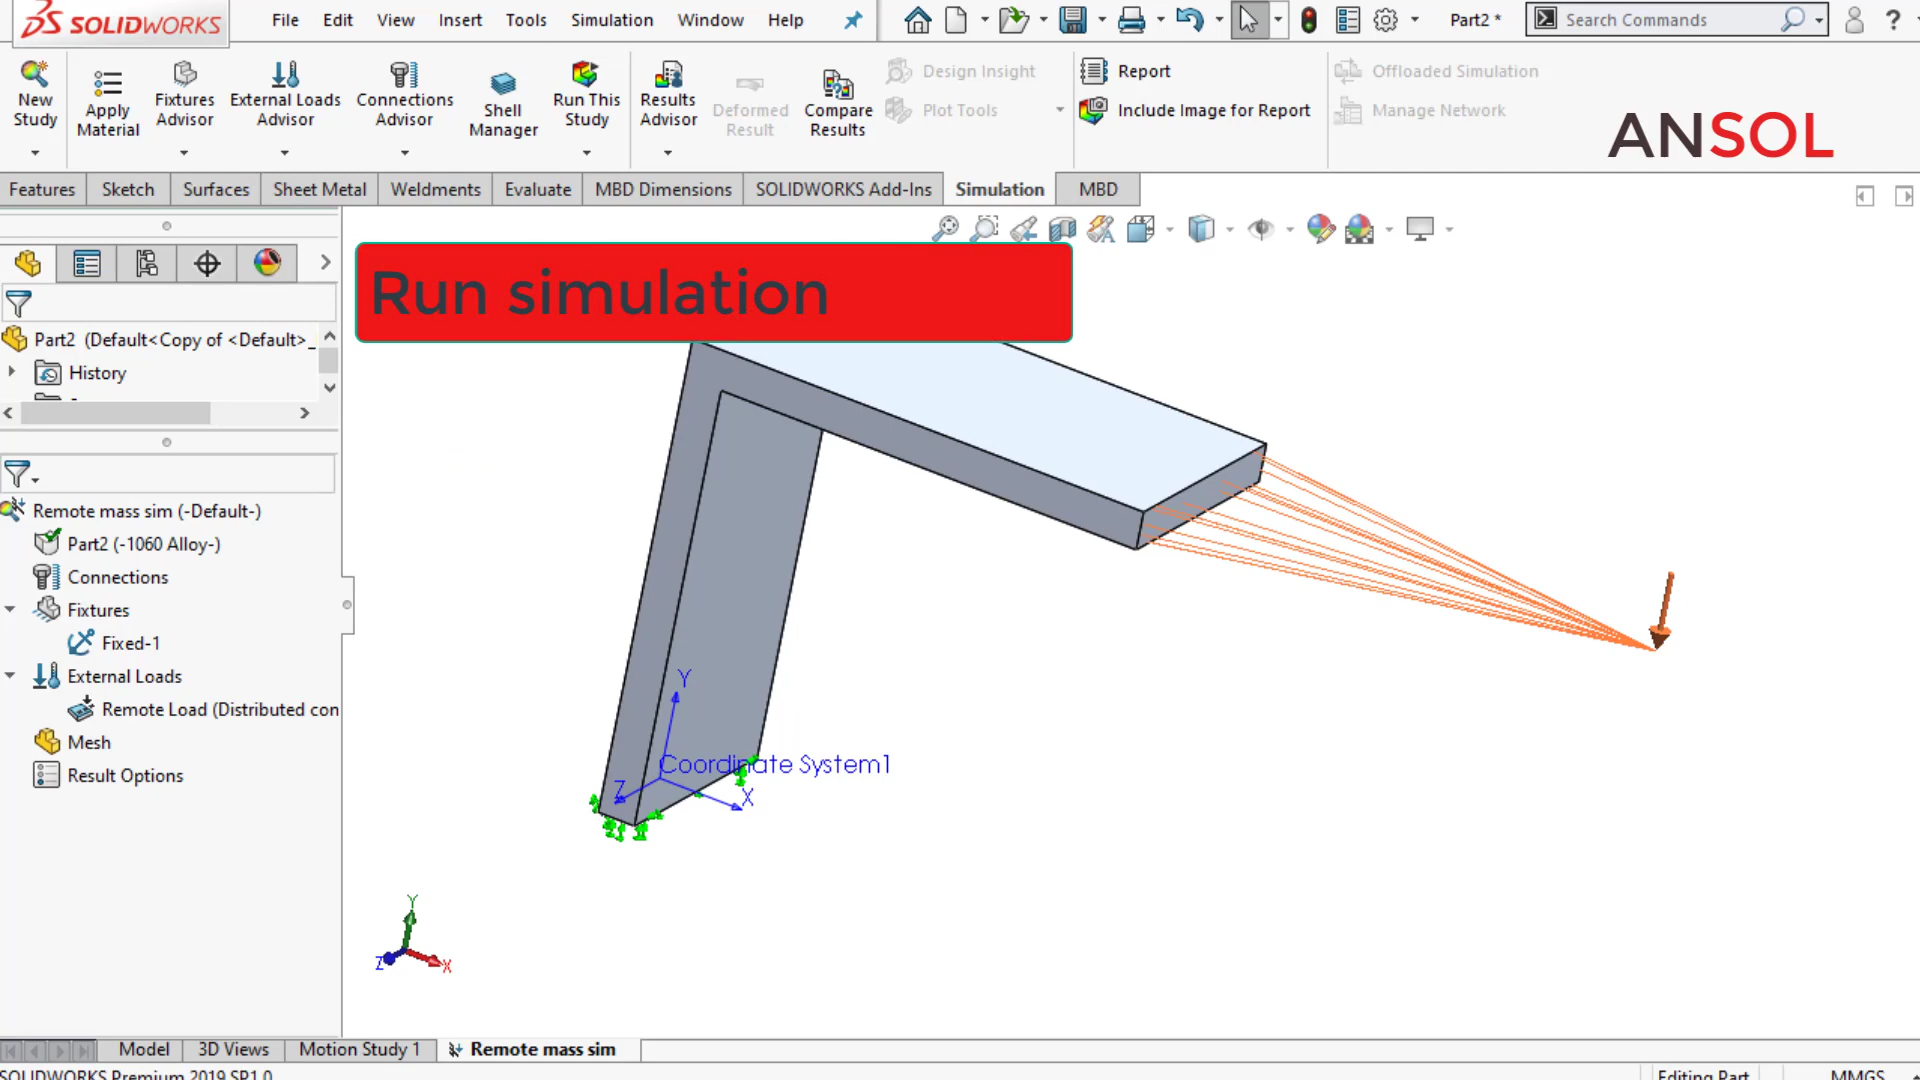 SOLIDWORKS File Edit View Insert Tools Simulation Window Help Part2 * Search Commands ?
New Study
Apply Material
Fixtures Advisor
External Loads Advisor
Connections Advisor
Shell Manager
Run This Study
Results Advisor
Deformed Result
Compare Results
Design Insight
Plot Tools
Report
Include Image for Report
Offloaded Simulation
Manage Network
ANSOL
Features Sketch Surfaces Sheet Metal Weldments Evaluate MBD Dimensions SOLIDWORKS Add-Ins Simulation MBD
Run simulation
Part2 (Default<Copy of <Default>_
History
Remote mass sim (-Default-)
Part2 (-1060 Alloy-)
Connections
Fixtures
Fixed-1
External Loads
Remote Load (Distributed con
Mesh
Result Options
Y
Coordinate System1
Z
X
Y
Z
X
Model 3D Views Motion Study 1 Remote mass sim
SOLIDWORKS Premium 2019 SP1.0 Editing Part MMGS